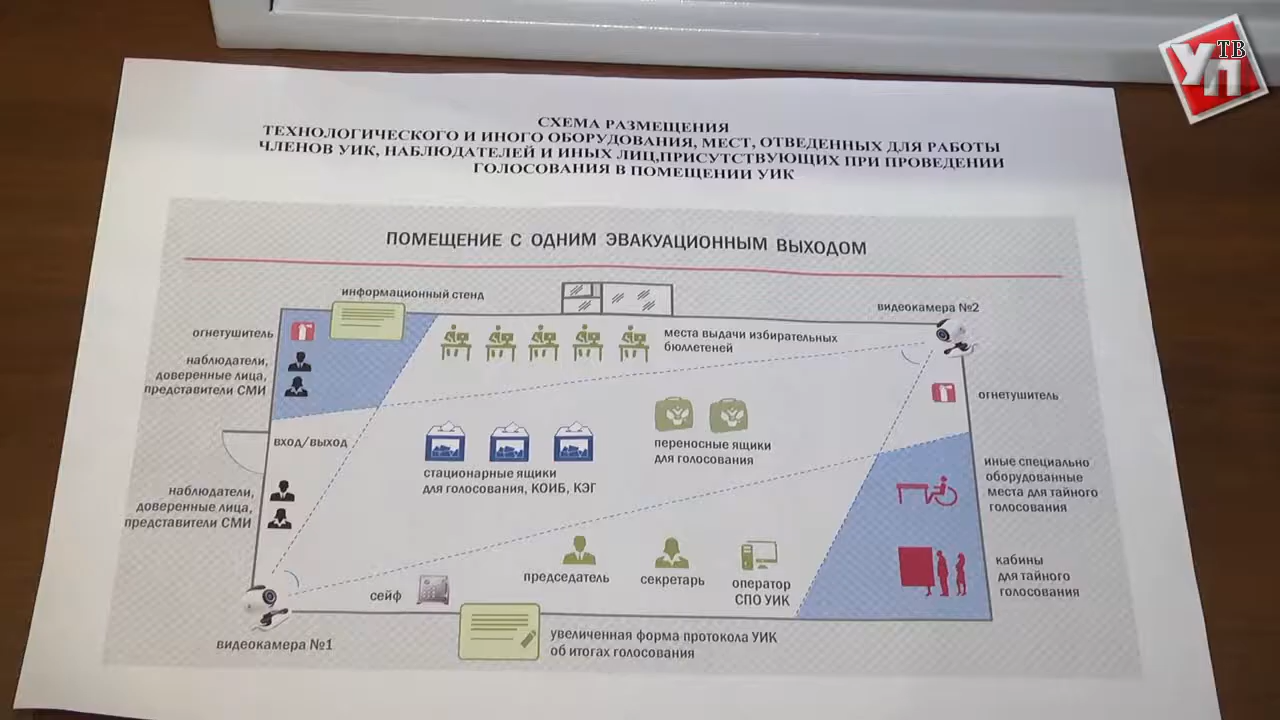 УП ТВ
СХЕМА РАЗМЕЩЕНИЯ
ТЕХНОЛОГИЧЕСКОГО И ИНОГО ОБОРУДОВАНИЯ, МЕСТ, ОТВЕДЕННЫХ ДЛЯ РАБОТЫ
ЧЛЕНОВ УИК, НАБЛЮДАТЕЛЕЙ И ИНЫХ ЛИЦ,ПРИСУТСТВУЮЩИХ ПРИ ПРОВЕДЕНИИ
ГОЛОСОВАНИЯ В ПОМЕЩЕНИИ УИК
ПОМЕЩЕНИЕ С ОДНИМ ЭВАКУАЦИОННЫМ ВЫХОДОМ
информационный стенд
видеокамера №2
огнетушитель
места выдачи избирательных
бюллетеней
наблюдатели,
доверенные лица,
представители СМИ
огнетушитель
вход/выход
стационарные ящики
для голосования, КОИБ, КЭГ
переносные ящики
для голосования
иные специально
оборудованные
места для тайного
голосования
наблюдатели,
доверенные лица,
представители СМИ
председатель
секретарь
оператор
СПО УИК
кабины
для тайного
голосования
сейф
видеокамера №1
увеличенная форма протокола УИК
об итогах голосования